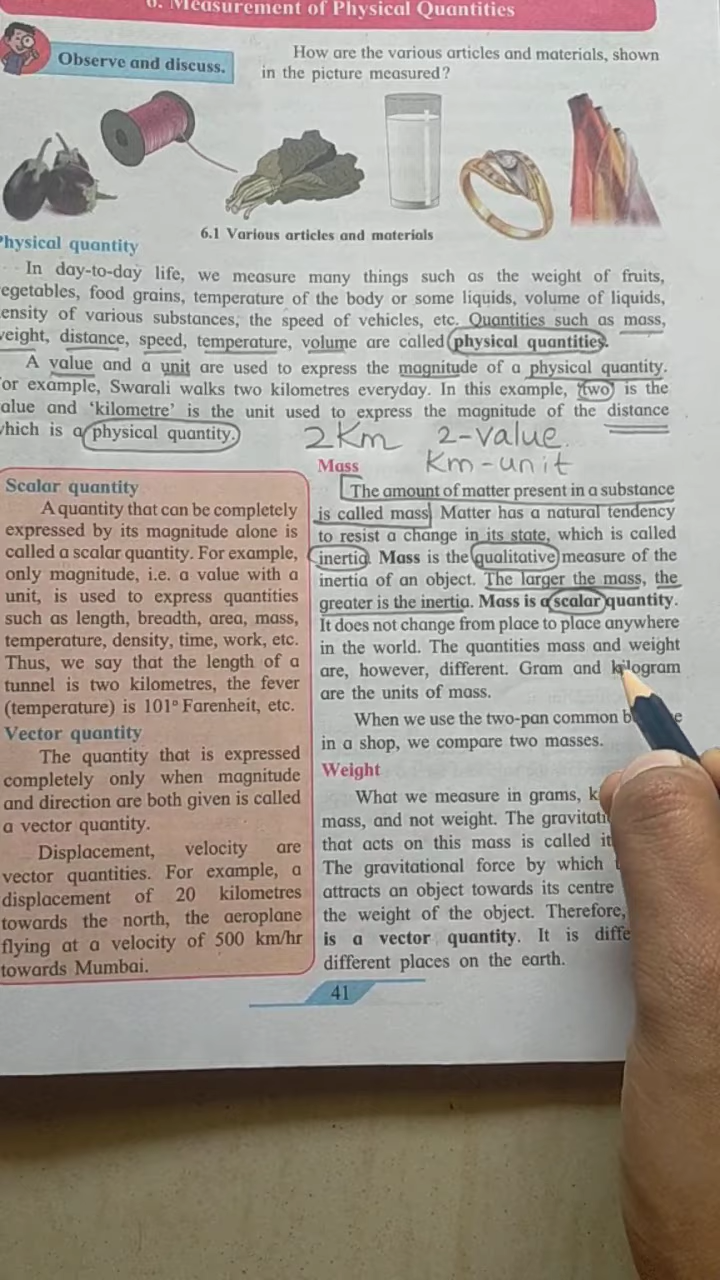 6. Measurement of Physical Quantities
Observe and discuss.
How are the various articles and materials, shown
in the picture measured?
6.1 Various articles and materials
Physical quantity
In day-to-day life, we measure many things such as the weight of fruits,
egetables, food grains, temperature of the body or some liquids, volume of liquids,
ensity of various substances, the speed of vehicles, etc. Quantities such as mass,
weight, distance, speed, temperature, volume are called physical quantities.
A value and a unit are used to express the magnitude of a physical quantity.
or example, Swarali walks two kilometres everyday. In this example, two is the
alue and ‘kilometre’ is the unit used to express the magnitude of the distance
which is a physical quantity.
2Km 2-value.
Km-unit
Scalar quantity
A quantity that can be completely
expressed by its magnitude alone is
called a scalar quantity. For example,
only magnitude, i.e. a value with a
unit, is used to express quantities
such as length, breadth, area, mass,
temperature, density, time, work, etc.
Thus, we say that the length of a
tunnel is two kilometres, the fever
(temperature) is 101° Farenheit, etc.
Vector quantity
The quantity that is expressed
completely only when magnitude
and direction are both given is called
a vector quantity.
Displacement, velocity are
vector quantities. For example, a
displacement of 20 kilometres
towards the north, the aeroplane
flying at a velocity of 500 km/hr
towards Mumbai.
Mass
The amount of matter present in a substance
is called mass. Matter has a natural tendency
to resist a change in its state, which is called
inertia. Mass is the qualitative measure of the
inertia of an object. The larger the mass, the
greater is the inertia. Mass is a scalar quantity.
It does not change from place to place anywhere
in the world. The quantities mass and weight
are, however, different. Gram and kilogram
are the units of mass.
When we use the two-pan common
in a shop, we compare two masses.
Weight
What we measure in grams,
mass, and not weight. The
that acts on this mass is called
The gravitational force by which
attracts an object towards its centre
the weight of the object. Therefore,
is a vector quantity. It is
different places on the earth.
41